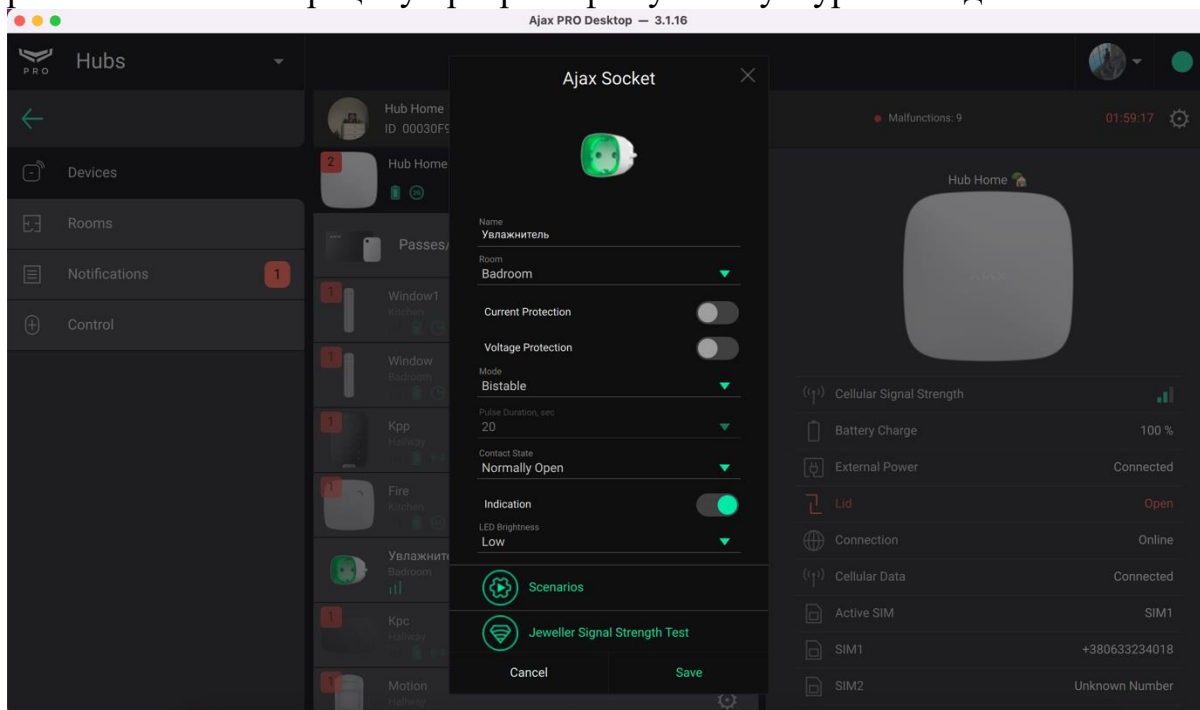 Ajax PRO Desktop — 3.1.16
PRO
Hubs
Devices
Rooms
Notifications
1
Control
Hub Home
ID 00030F9
2
Hub Home
Passes/
1
Window1
Kitchen
1
Window
Badroom
1
Kpp
Hallway
1
Fire
Kitchen
Увлажните
Badroom
1
Kpc
Hallway
1
Motion
Hallway
Ajax Socket
Name
Увлажнитель
Room
Badroom
Current Protection
Voltage Protection
Mode
Bistable
Pulse Duration, sec
20
Contact State
Normally Open
Indication
LED Brightness
Low
Scenarios
Jeweller Signal Strength Test
Cancel
Save
Malfunctions: 9
01:59:17
Hub Home
AJAX
Cellular Signal Strength
Battery Charge
100 %
External Power
Connected
Lid
Open
Connection
Online
Cellular Data
Connected
Active SIM
SIM1
SIM1
+380633234018
SIM2
Unknown Number